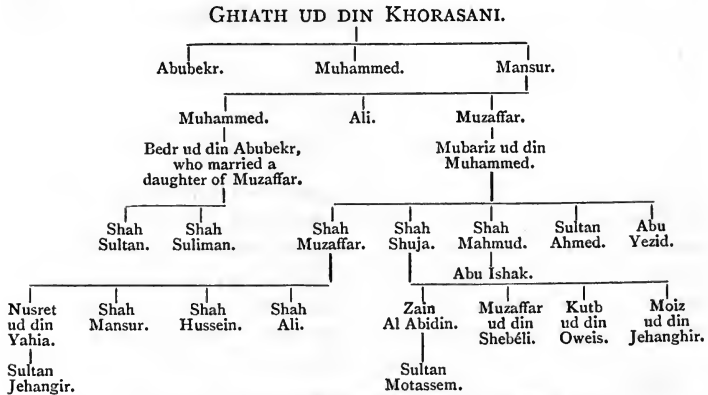 GHIATH UD DIN KHORASANI.
Abubekr. Muhammed. Mansur.
Muhammed. Ali. Muzaffar.
Bedr ud din Abubekr,
who married a
daughter of Muzaffar.
Mubariz ud din
Muhammed.
Shah
Sultan.
Shah
Suliman.
Shah
Muzaffar.
Shah
Shuja.
Shah
Mahmud.
Sultan
Ahmed.
Abu
Yezid.
Abu Ishak.
Nusret
ud din
Yahia.
Shah
Mansur.
Shah
Hussein.
Shah
Ali.
Zain
Al Abidin.
Muzaffar
ud din
Shebéli.
Kutb
ud din
Oweis.
Moiz
ud din
Jehanghir.
Sultan
Jehangir.
Sultan
Motassem.